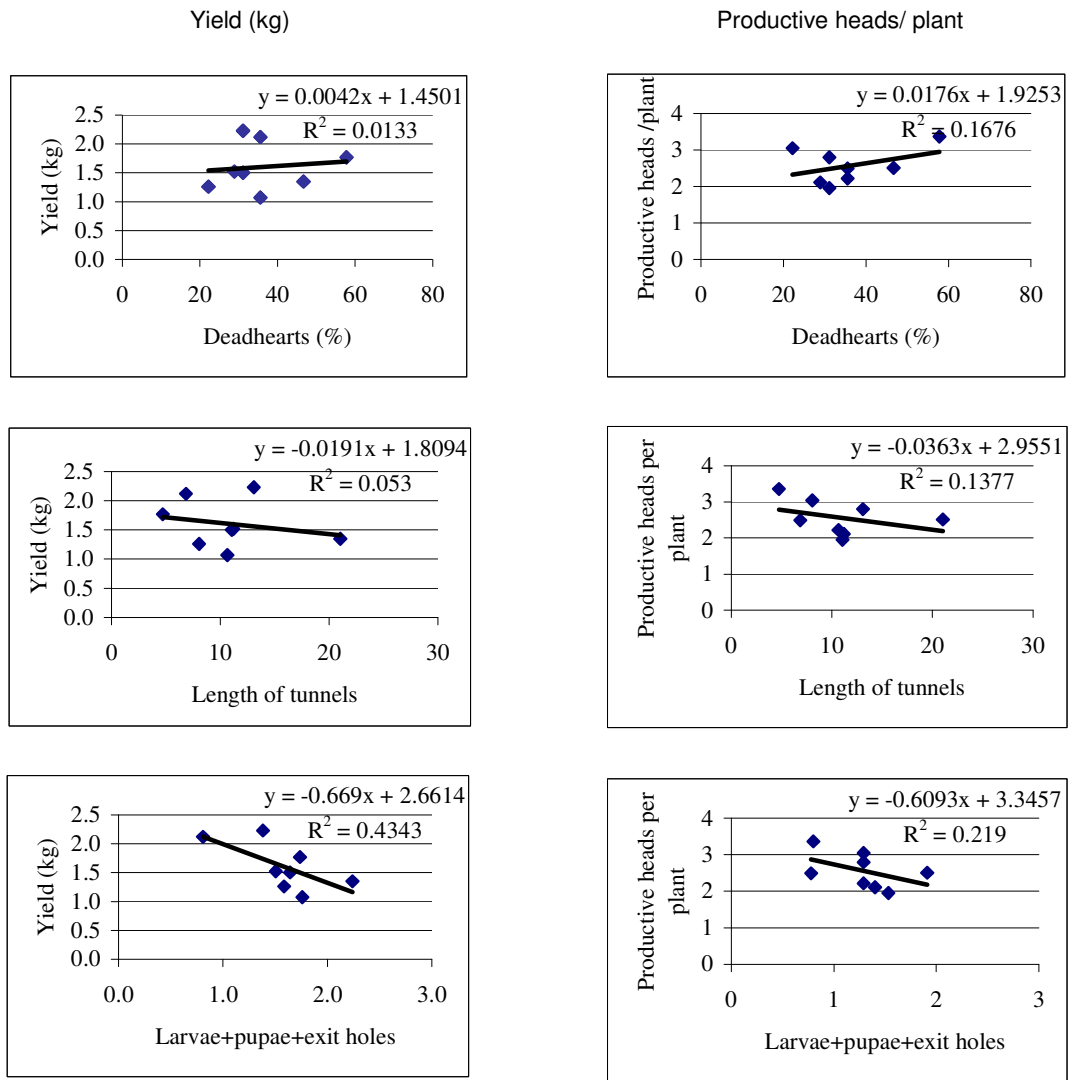 Yield (kg)
Productive heads/ plant
y = 0.0042x + 1.4501
R² = 0.0133
Yield (kg)
2.5
2.0
1.5
1.0
0.5
0.0
0 20 40 60 80
Deadhearts (%)
y = 0.0176x + 1.9253
R² = 0.1676
Productive heads /plant
4
3
2
1
0
0 20 40 60 80
Deadhearts (%)
y = -0.0191x + 1.8094
R² = 0.053
Yield (kg)
2.5
2.0
1.5
1.0
0.5
0.0
0 10 20 30
Length of tunnels
y = -0.0363x + 2.9551
R² = 0.1377
Productive heads per
plant
4
3
2
1
0
0 10 20 30
Length of tunnels
y = -0.669x + 2.6614
R² = 0.4343
Yield (kg)
2.5
2.0
1.5
1.0
0.5
0.0
0.0 1.0 2.0 3.0
Larvae+pupae+exit holes
y = -0.6093x + 3.3457
R² = 0.219
Productive heads per
plant
4
3
2
1
0
0 1 2 3
Larvae+pupae+exit holes